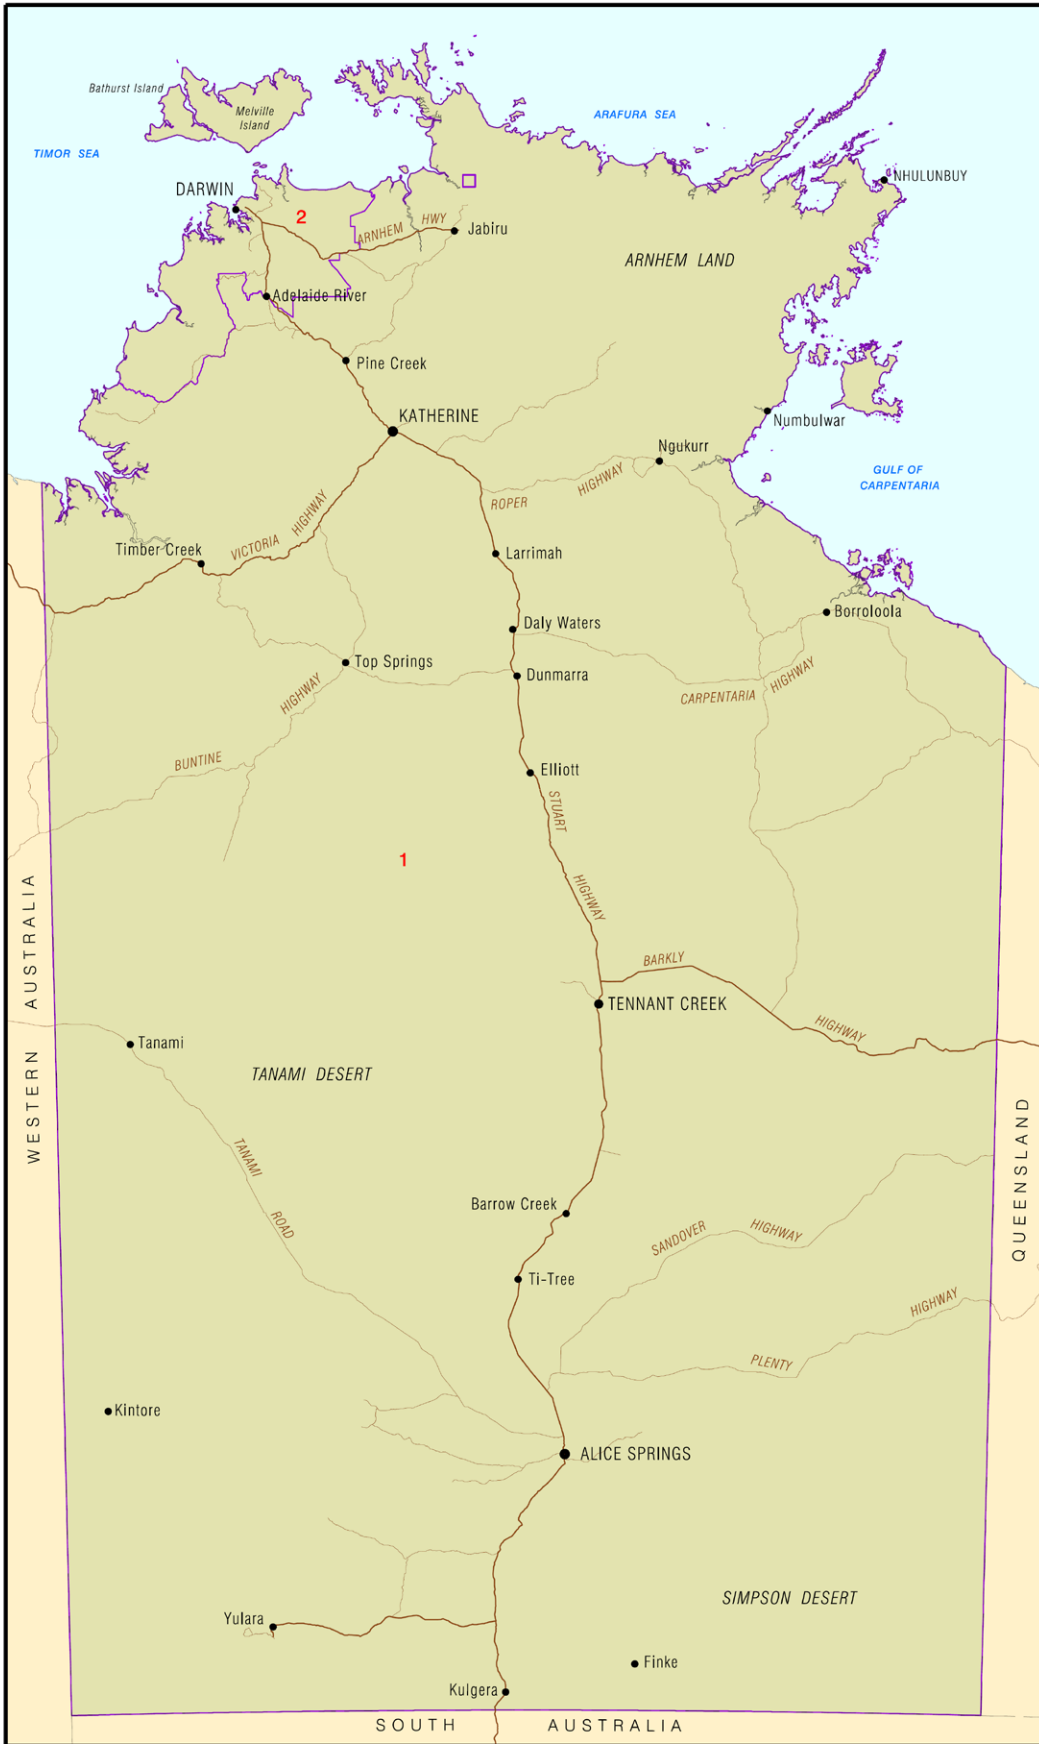 Bathurst Island
Melville
Island
ARAFURA SEA
TIMOR SEA
DARWIN
NHULUNBUY
2
ARNHEM HWY
Jabiru
ARNHEM LAND
Adelaide River
Pine Creek
KATHERINE
Numbulwar
Ngukurr
GULF OF
CARPENTARIA
ROPER HIGHWAY
VICTORIA HIGHWAY
Timber Creek
Larrimah
Borroloola
Daly Waters
Top Springs
Dunmarra
CARPENTARIA HIGHWAY
BUNTINE HIGHWAY
Elliott
STUART HIGHWAY
1
WESTERN AUSTRALIA
BARKLY HIGHWAY
TENNANT CREEK
Tanami
TANAMI DESERT
TANAMI ROAD
QUEENSLAND
Barrow Creek
SANDOVER HIGHWAY
Ti-Tree
PLENTY HIGHWAY
Kintore
ALICE SPRINGS
SIMPSON DESERT
Yulara
Finke
Kulgera
SOUTH AUSTRALIA